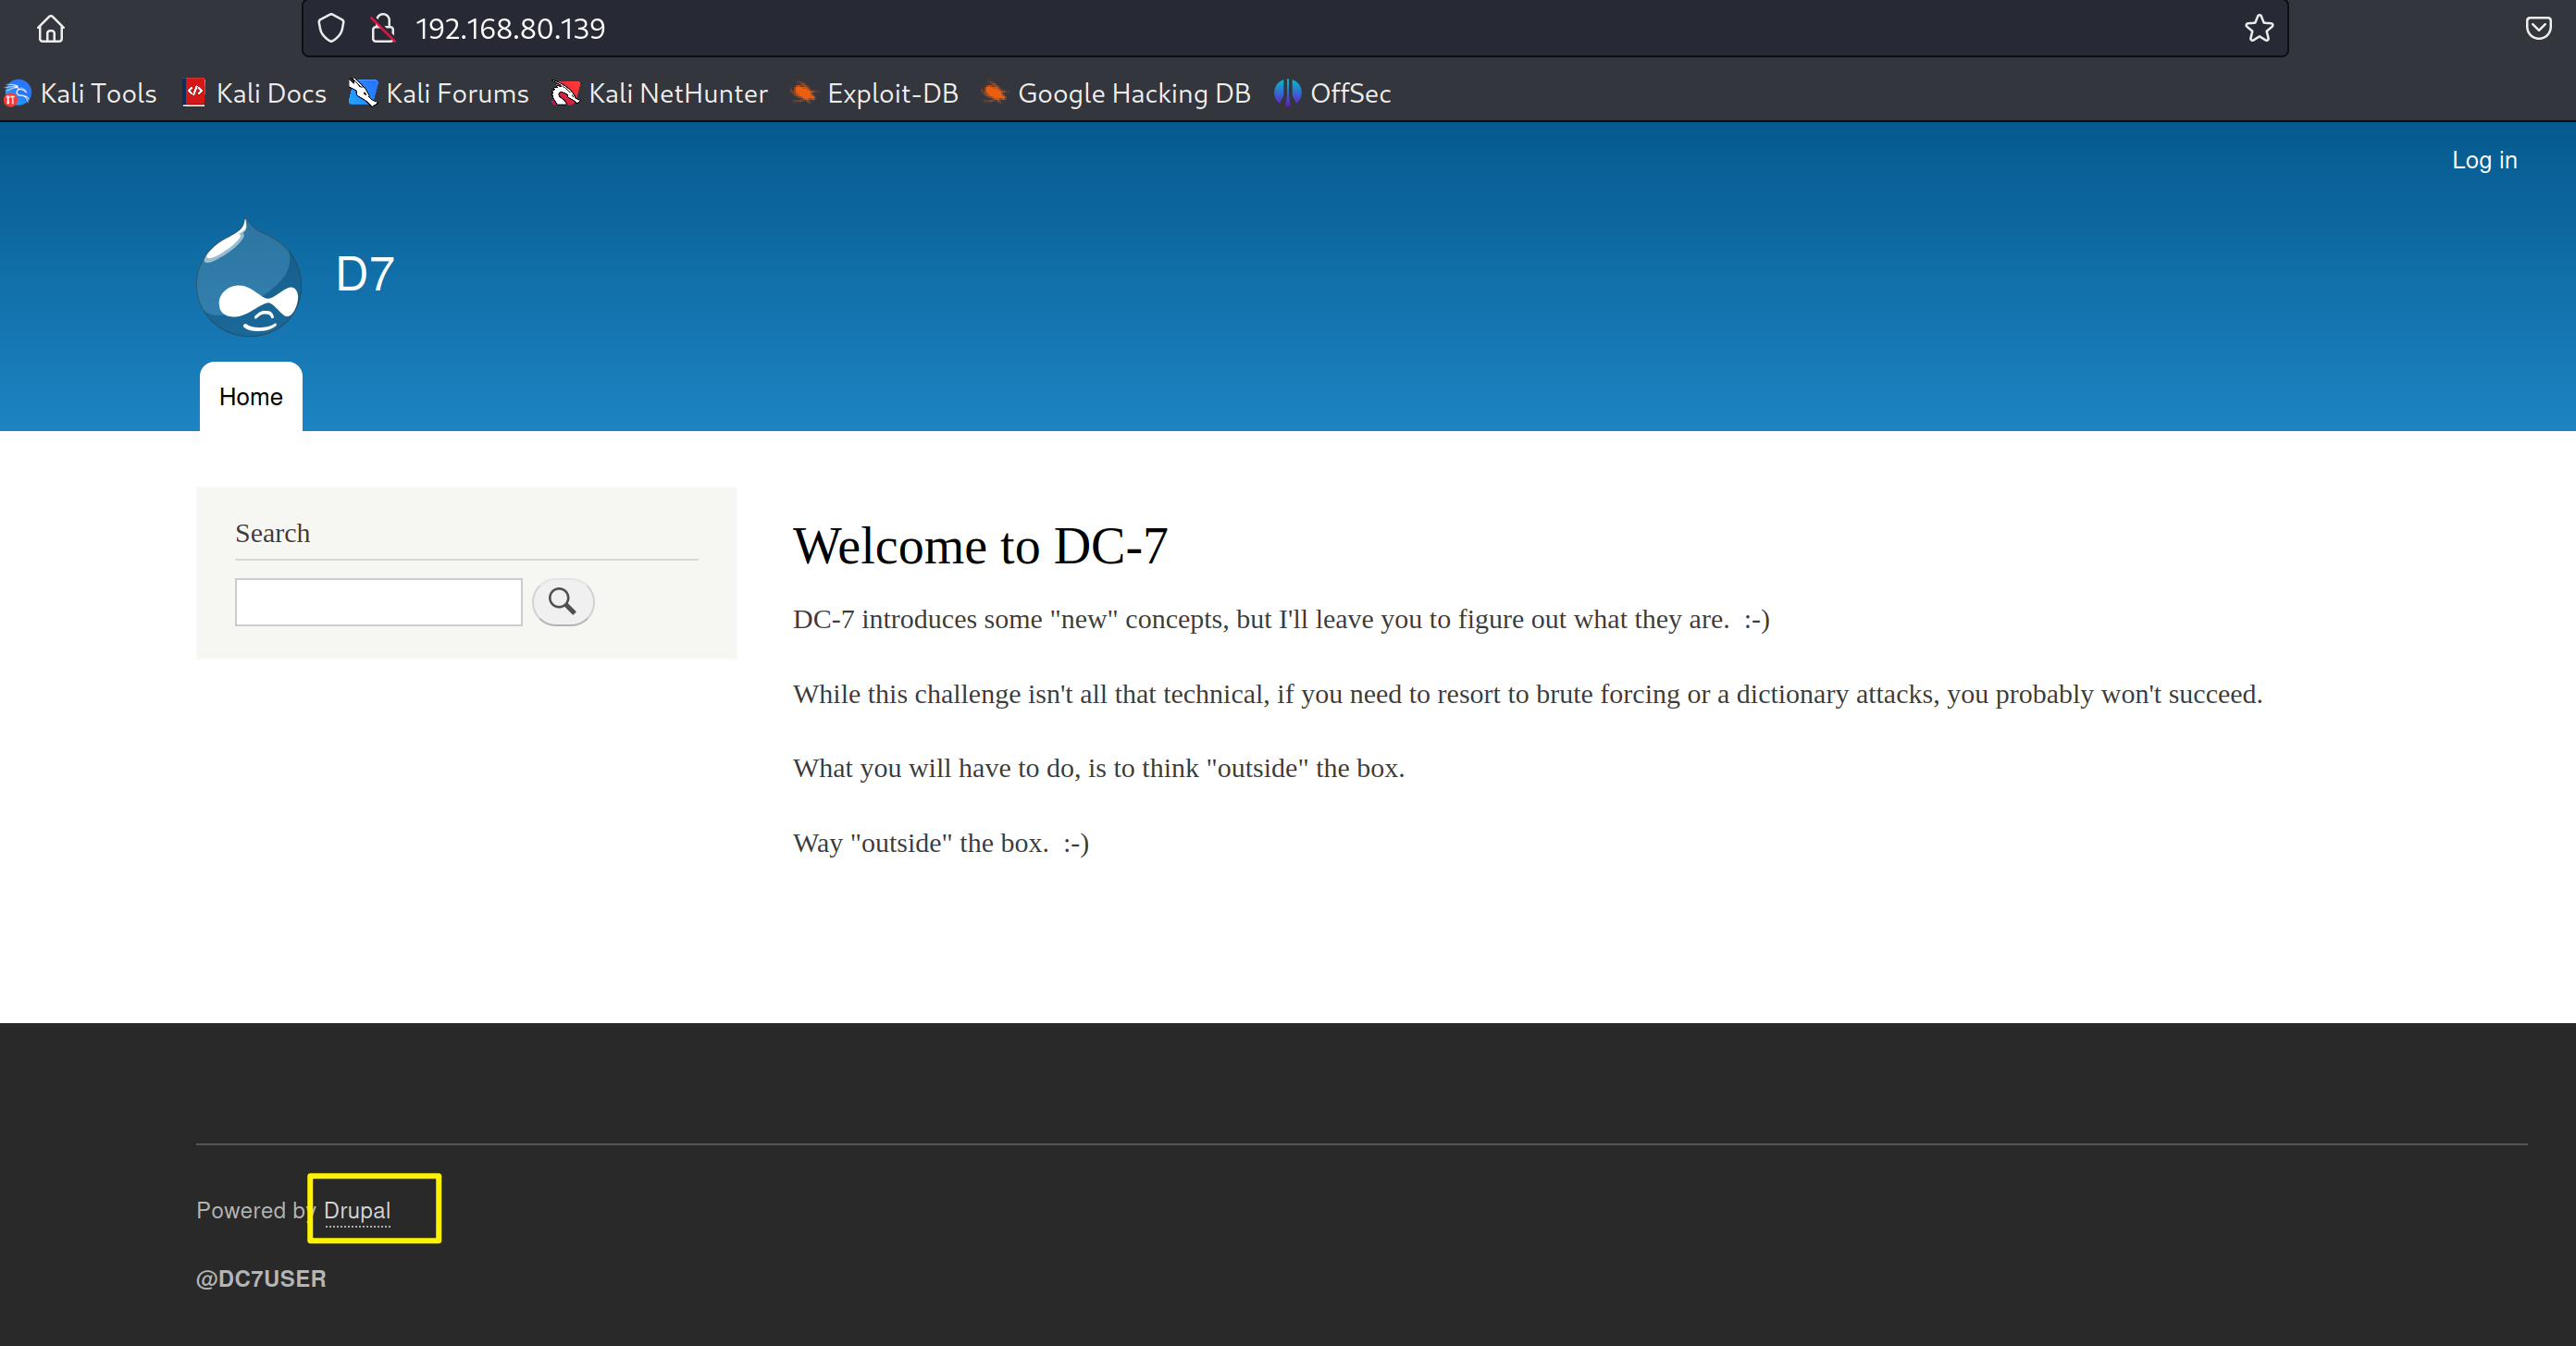 192.168.80.139
Kali Tools Kali Docs Kali Forums Kali NetHunter Exploit-DB Google Hacking DB OffSec
Log in
D7
Home
Search
Welcome to DC-7
DC-7 introduces some "new" concepts, but I'll leave you to figure out what they are. :-)
While this challenge isn't all that technical, if you need to resort to brute forcing or a dictionary attacks, you probably won't succeed.
What you will have to do, is to think "outside" the box.
Way "outside" the box. :-)
Powered by Drupal
@DC7USER